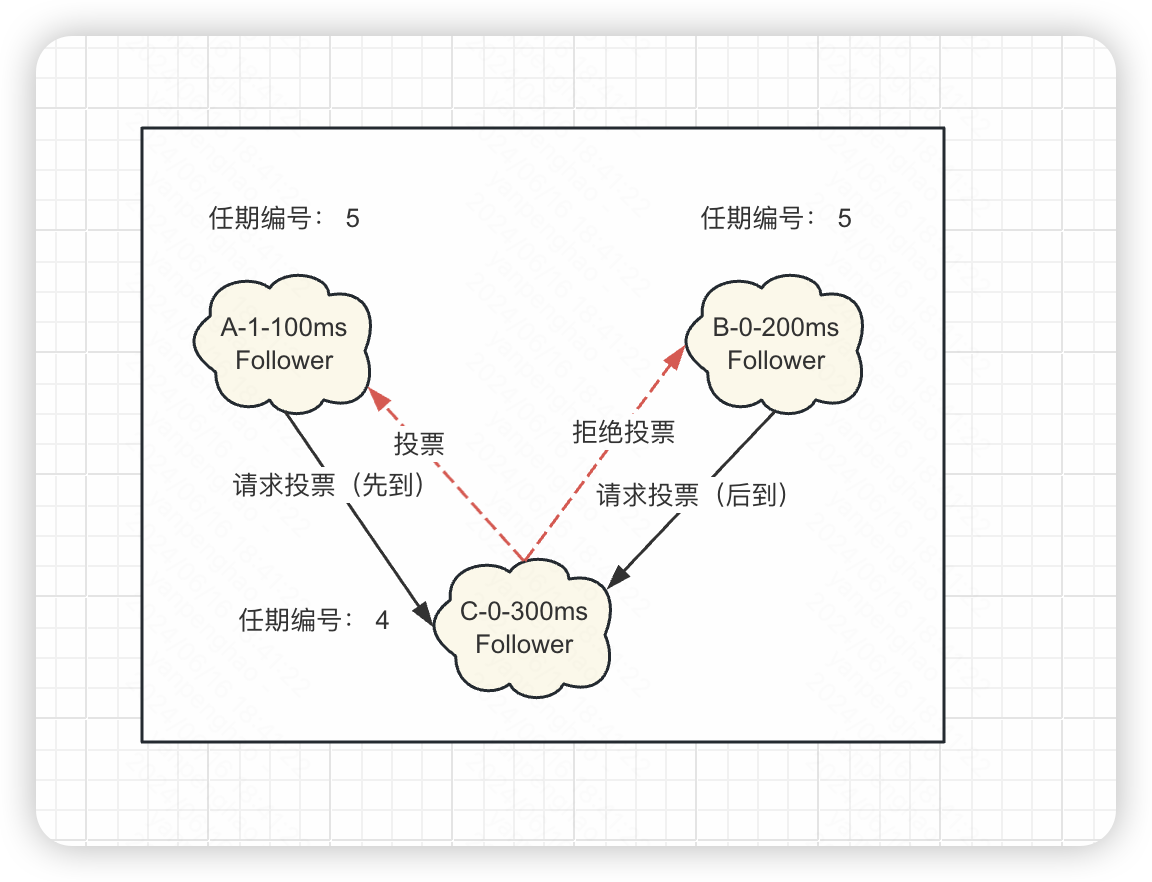 任期编号： 5
任期编号： 5
A-1-100ms
Follower
B-0-200ms
Follower
投票
拒绝投票
请求投票（先到）
请求投票（后到）
任期编号： 4
C-0-300ms
Follower